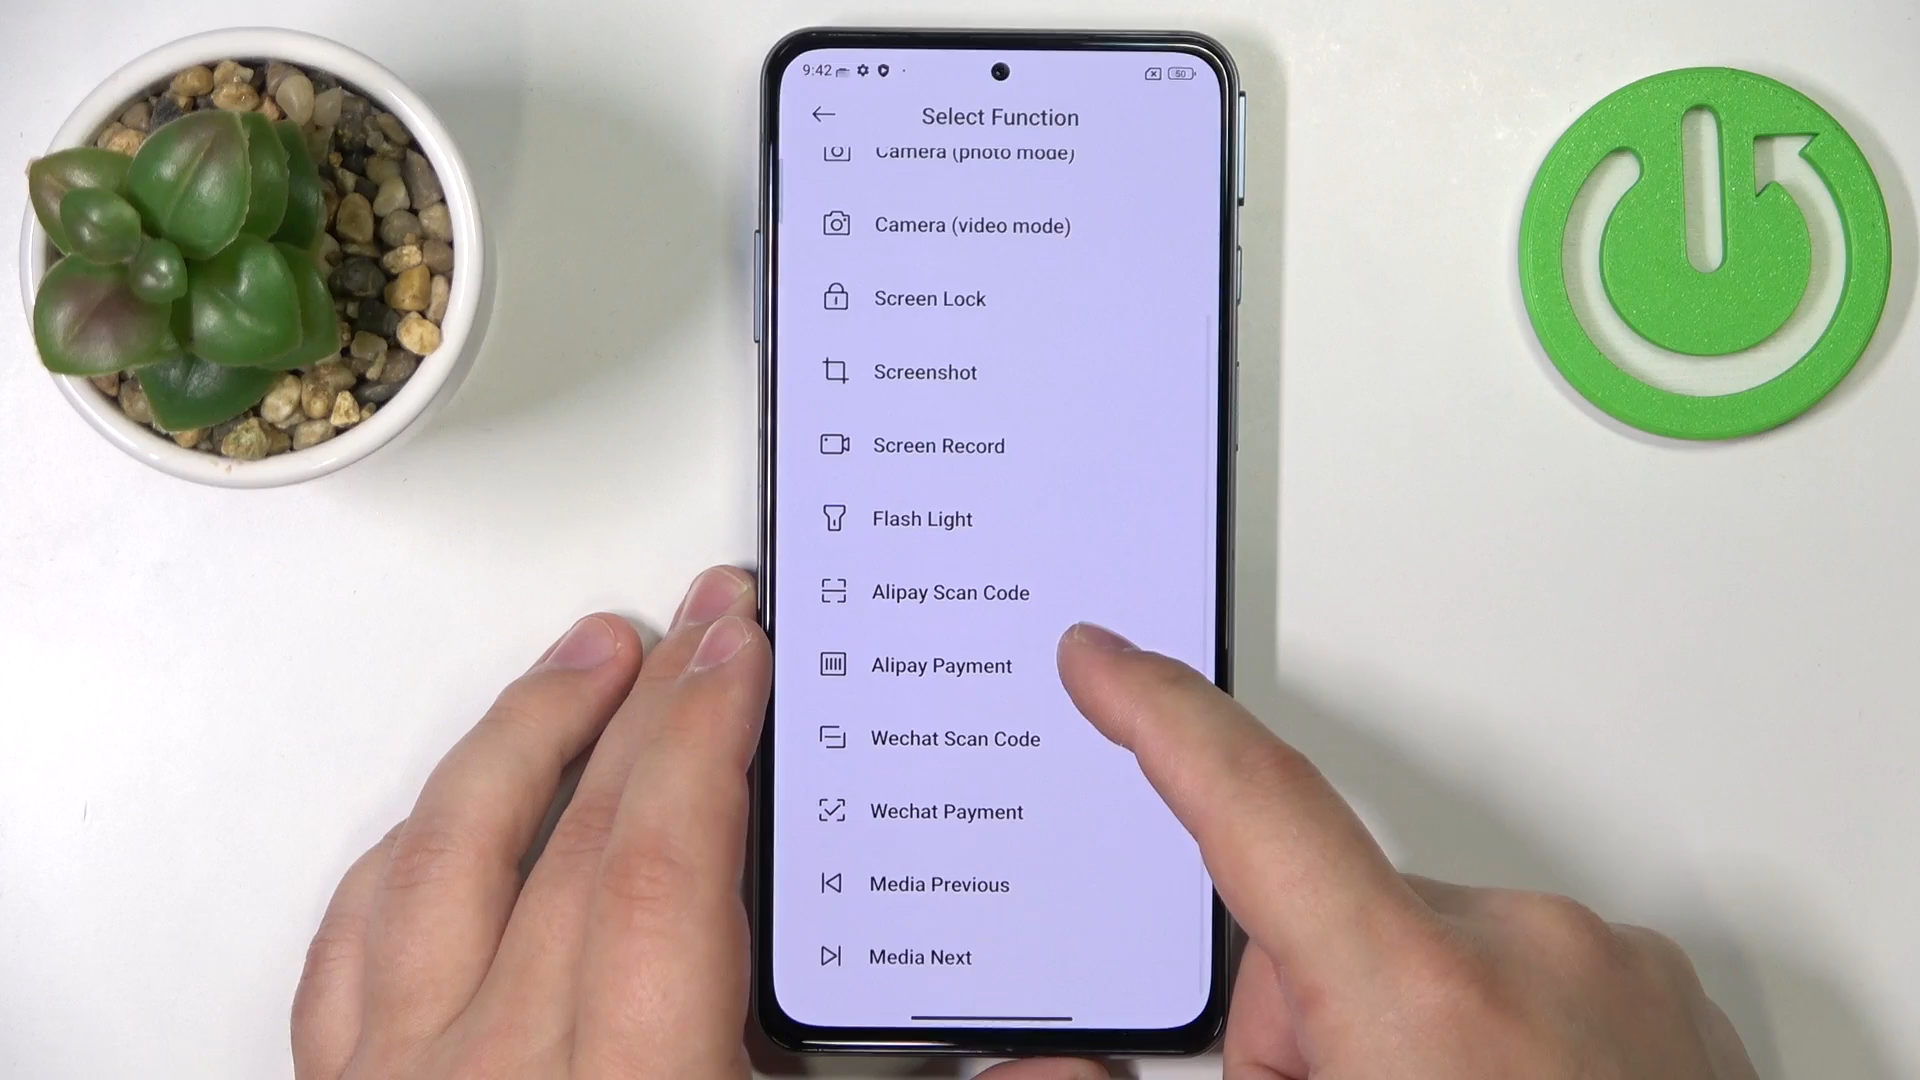 9:42
50
Select Function
Camera (photo mode)
Camera (video mode)
Screen Lock
Screenshot
Screen Record
Flash Light
Alipay Scan Code
Alipay Payment
Wechat Scan Code
Wechat Payment
Media Previous
Media Next